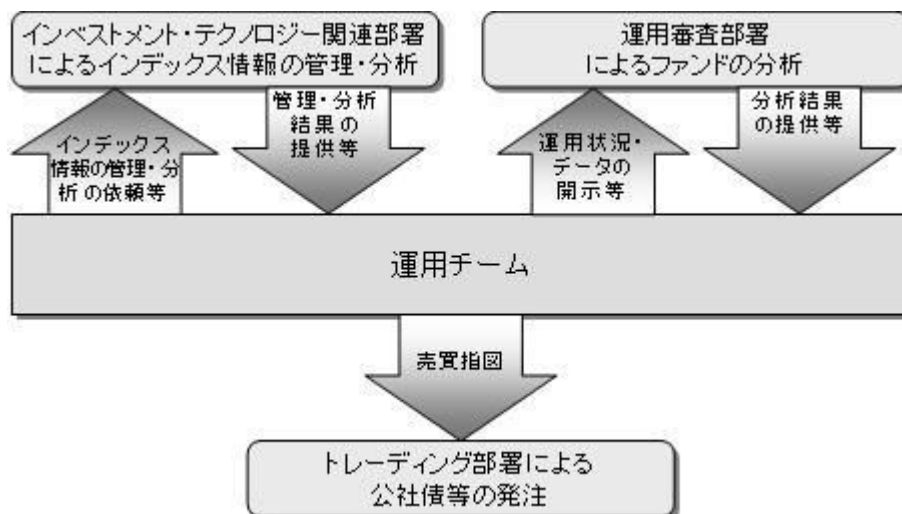 インベストメント・テクノロジー関連部署
によるインデックス情報の管理・分析
運用審査部署
によるファンドの分析
インデックス
情報の管理・分
析の依頼等
管理・分析
結果の
提供等
運用状況・
データの
開示等
分析結果
の提供等
運用チーム
売買指図
トレーディング部署による
公社債等の発注